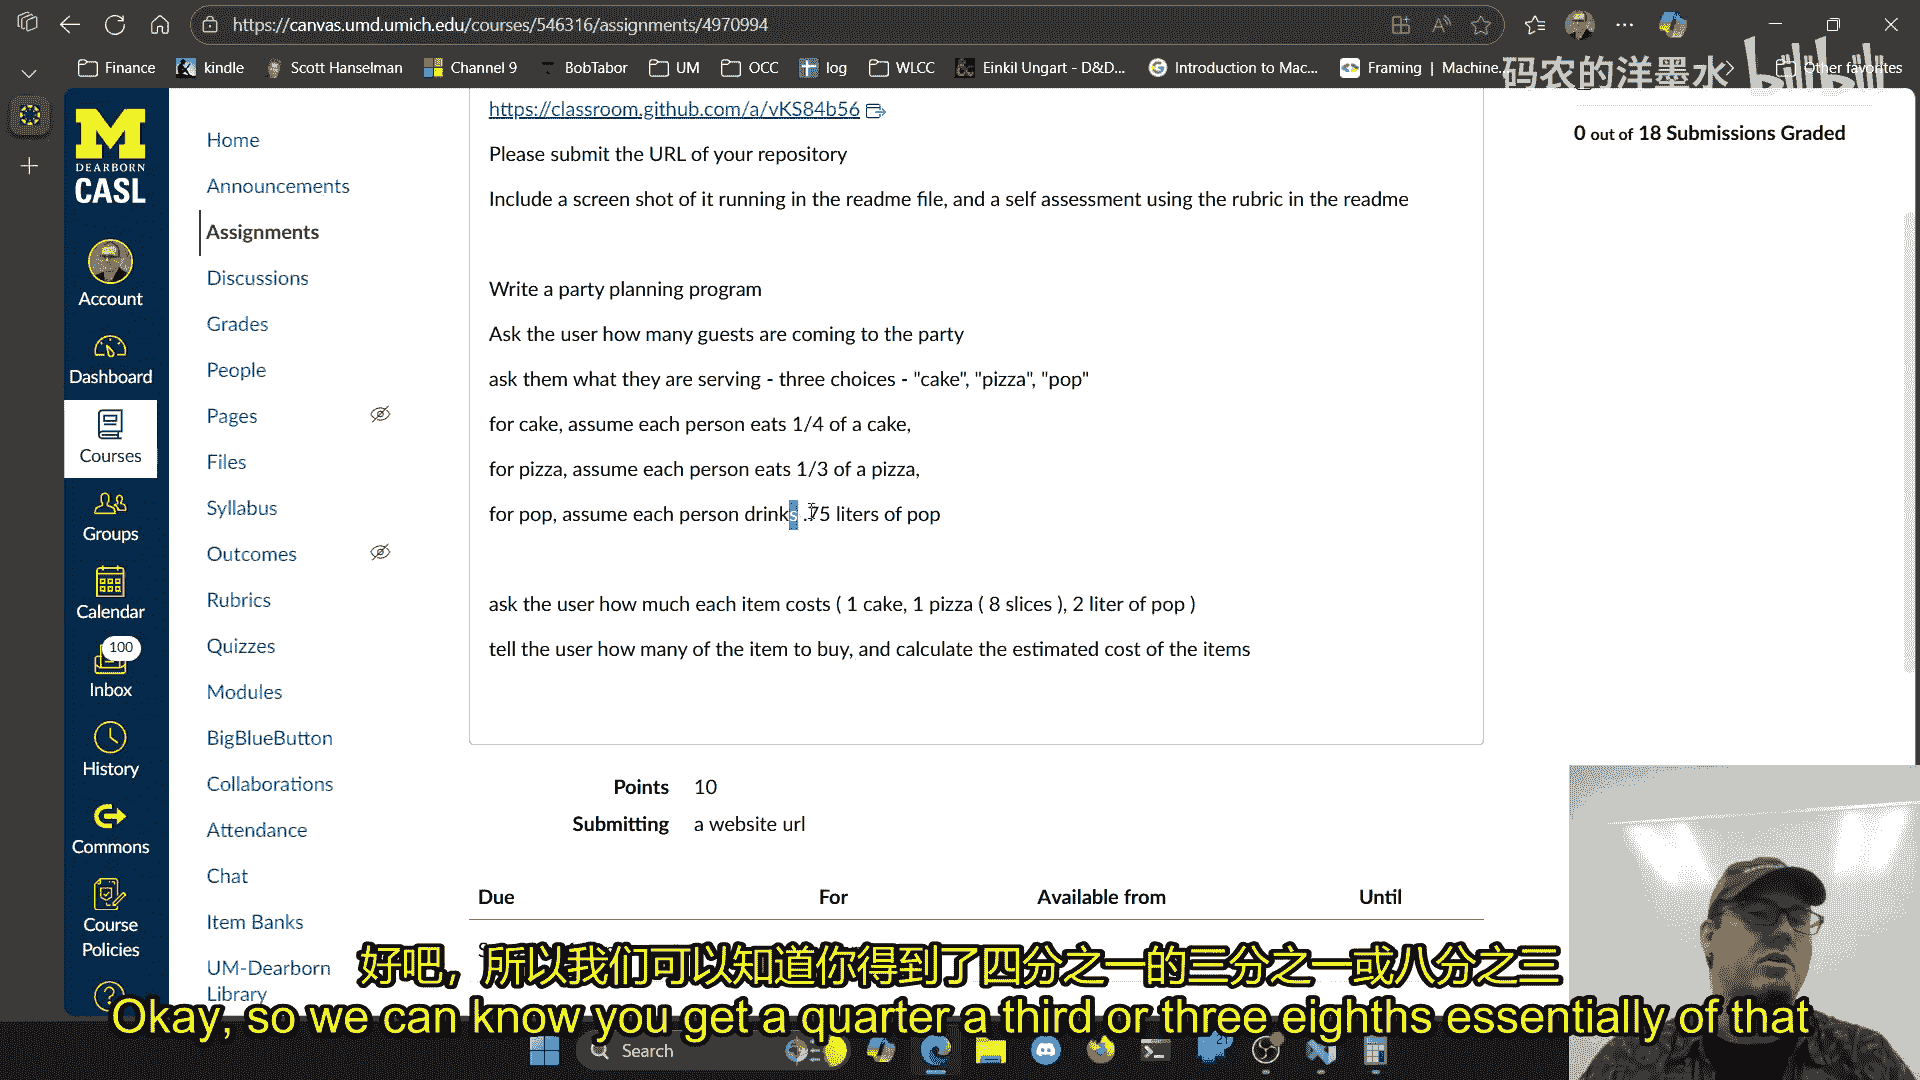 https://canvas.umd.umich.edu/courses/546316/assignments/4970994
Finance
kindle
Scott Hanselman
Channel 9
BobTabor
UM
OCC
log
WLCC
Einkil Ungart - D&D...
Introduction to Mac...
Framing | Machine...
Other favorites
码农的洋墨水
bilibili
M
DEARBORN
CASL
Account
Dashboard
Courses
Groups
Calendar
100
Inbox
History
Commons
Course
Policies
Home
Announcements
Assignments
Discussions
Grades
People
Pages
Files
Syllabus
Outcomes
Rubrics
Quizzes
Modules
BigBlueButton
Collaborations
Attendance
Chat
Item Banks
UM-Dearborn
Library
https://classroom.github.com/a/vKS84b56
Please submit the URL of your repository
Include a screen shot of it running in the readme file, and a self assessment using the rubric in the readme
Write a party planning program
Ask the user how many guests are coming to the party
ask them what they are serving - three choices - "cake", "pizza", "pop"
for cake, assume each person eats 1/4 of a cake,
for pizza, assume each person eats 1/3 of a pizza,
for pop, assume each person drinks .75 liters of pop
ask the user how much each item costs ( 1 cake, 1 pizza ( 8 slices ), 2 liter of pop )
tell the user how many of the item to buy, and calculate the estimated cost of the items
Points 10
Submitting a website url
Due For Available from Until
0 out of 18 Submissions Graded
好吧，所以我们可以知道你得到了四分之一的三分之一或八分之三
Okay, so we can know you get a quarter a third or three eighths essentially of that
Search